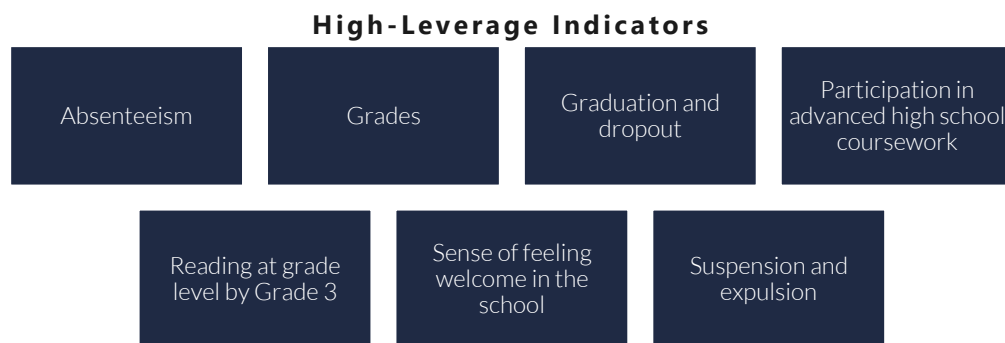 High-Leverage Indicators
Absenteeism
Grades
Graduation and
dropout
Participation in
advanced high school
coursework
Reading at grade
level by Grade 3
Sense of feeling
welcome in the
school
Suspension and
expulsion